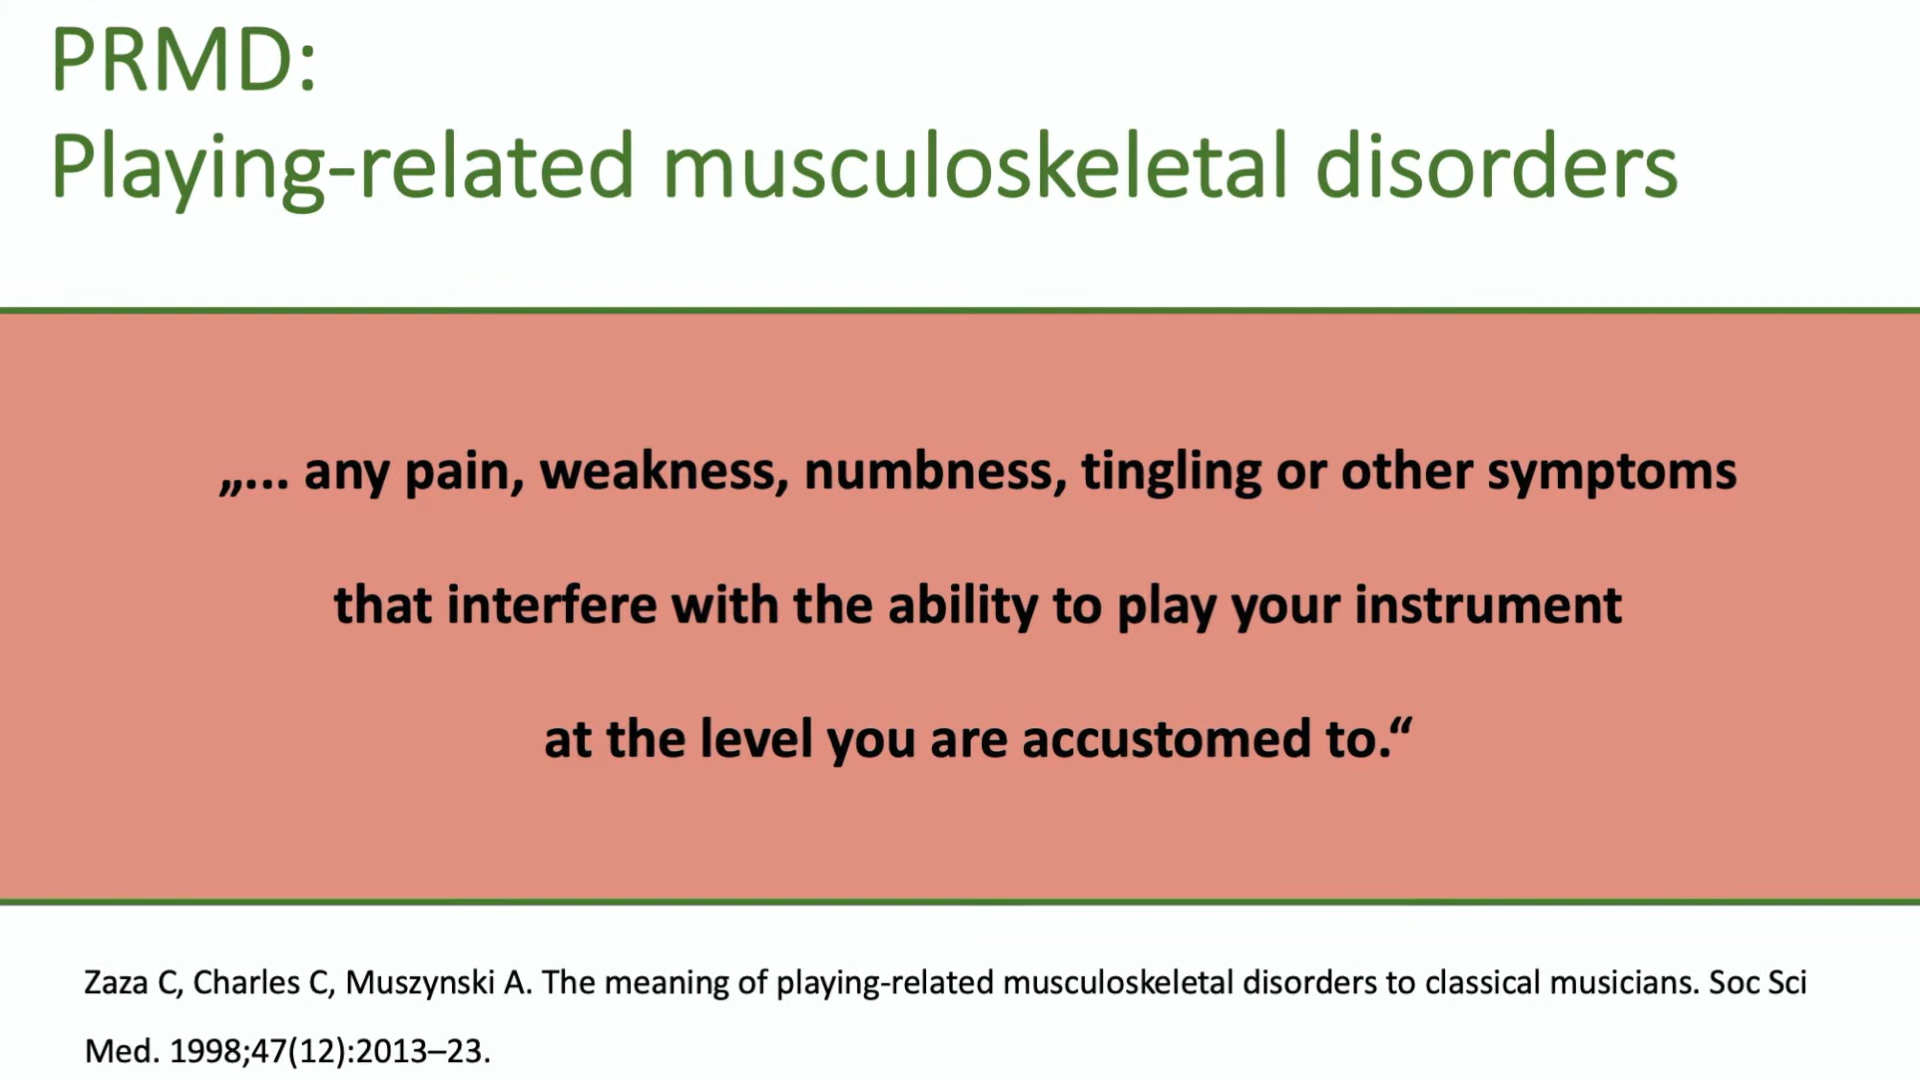 PRMD:
Playing-related musculoskeletal disorders
„... any pain, weakness, numbness, tingling or other symptoms
that interfere with the ability to play your instrument
at the level you are accustomed to.“
Zaza C, Charles C, Muszynski A. The meaning of playing-related musculoskeletal disorders to classical musicians. Soc Sci
Med. 1998;47(12):2013–23.